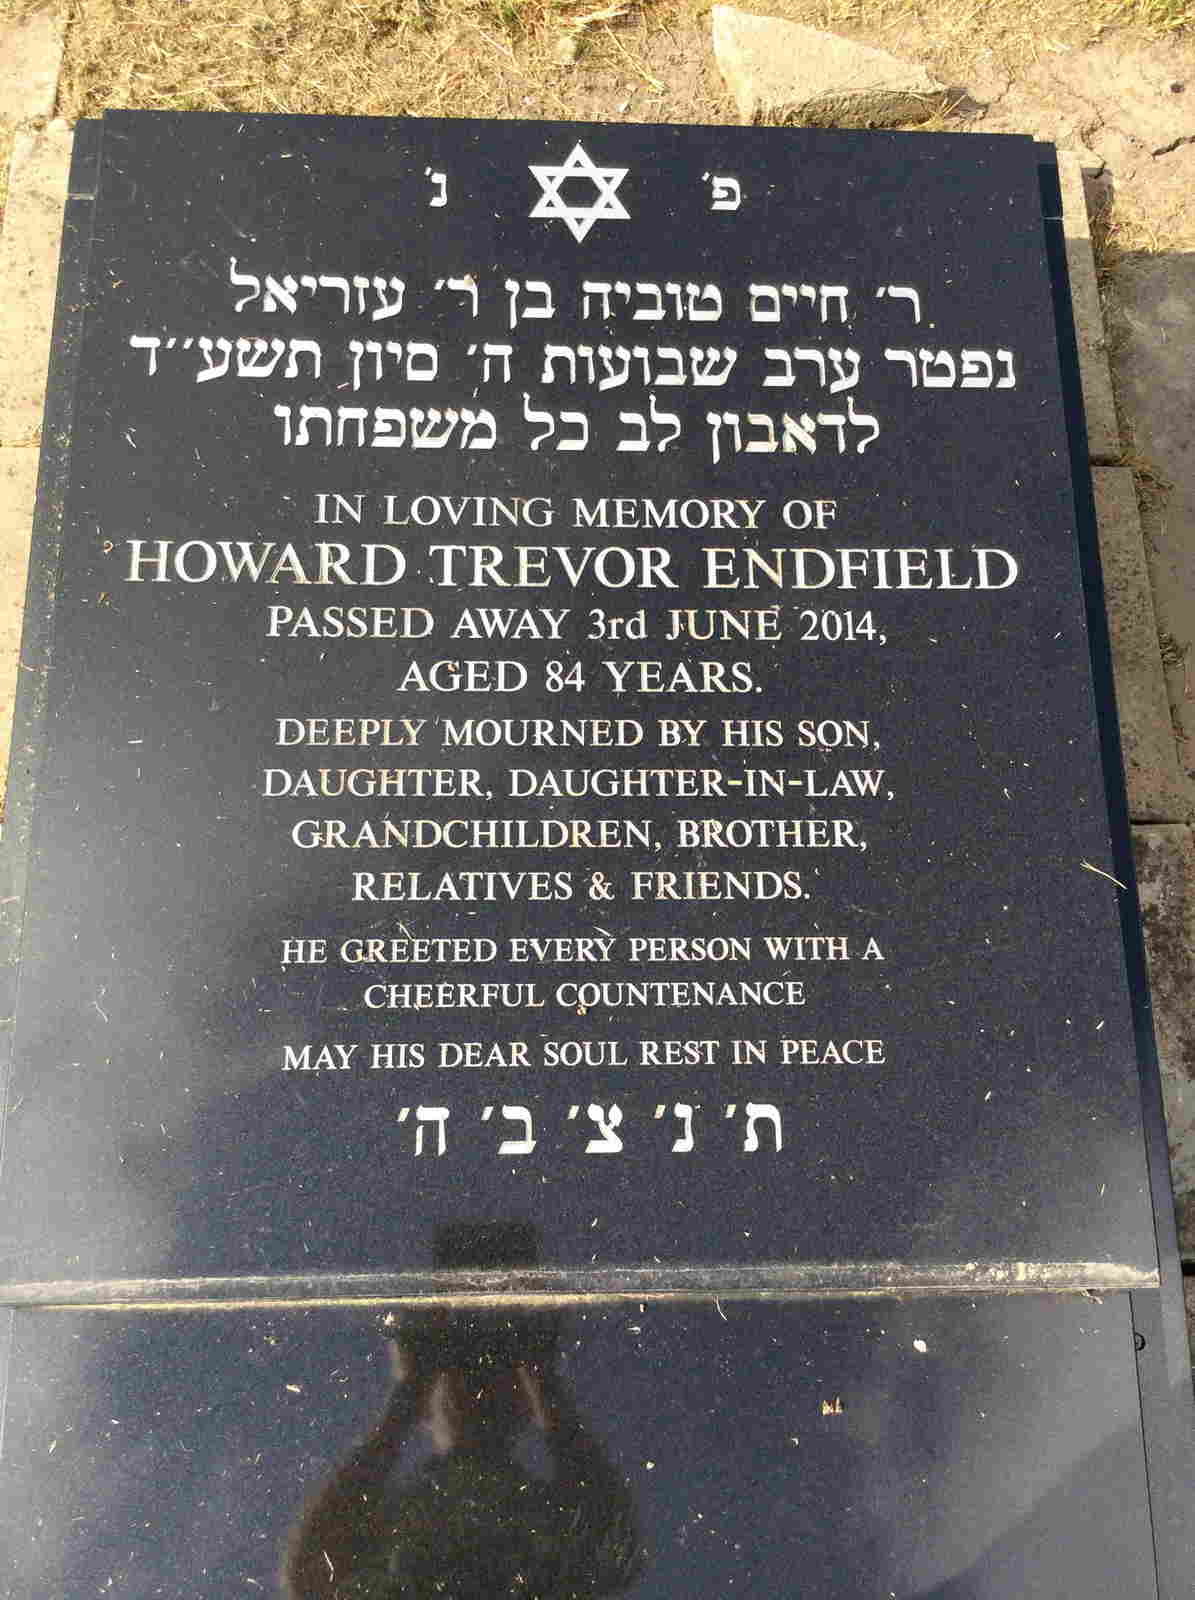 פ׳ נ׳
ר׳ חיים טוביה בן ר׳ עזריאל
נפטר ערב שבועות ה׳ סיון תשע׳׳ד
לדאבון לב כל משפחתו
IN LOVING MEMORY OF
HOWARD TREVOR ENDFIELD
PASSED AWAY 3rd JUNE 2014,
AGED 84 YEARS.
DEEPLY MOURNED BY HIS SON,
DAUGHTER, DAUGHTER-IN-LAW,
GRANDCHILDREN, BROTHER,
RELATIVES & FRIENDS.
HE GREETED EVERY PERSON WITH A
CHEERFUL COUNTENANCE
MAY HIS DEAR SOUL REST IN PEACE
ת׳ נ׳ צ׳ ב׳ ה׳